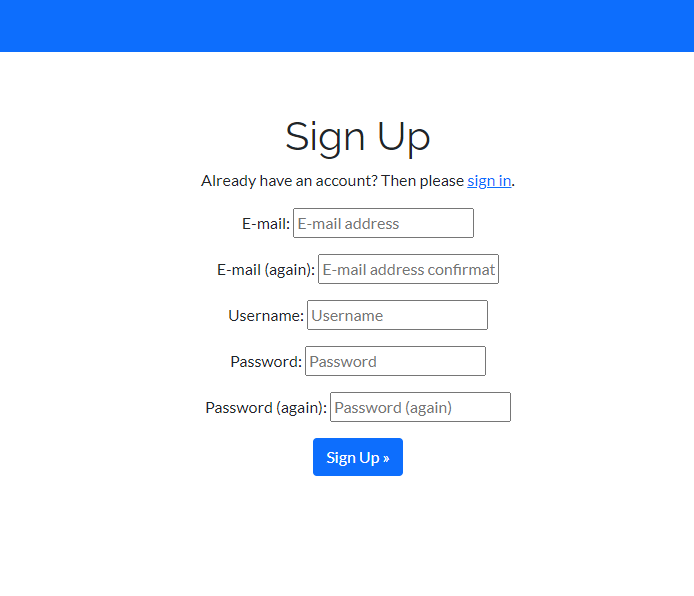 Sign Up
Already have an account? Then please sign in.
E-mail: E-mail address
E-mail (again): E-mail address confirmat
Username: Username
Password: Password
Password (again): Password (again)
Sign Up »